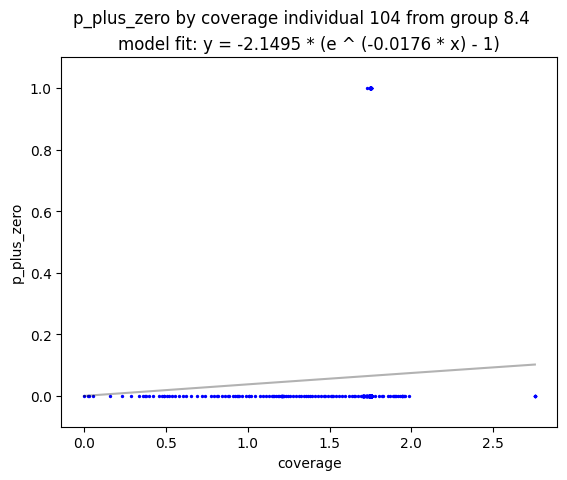 p_plus_zero by coverage individual 104 from group 8.4
model fit: y = -2.1495 * (e ^ (-0.0176 * x) - 1)
1.0
0.8
0.6
0.4
0.2
0.0
p_plus_zero
0.0 0.5 1.0 1.5 2.0 2.5
coverage